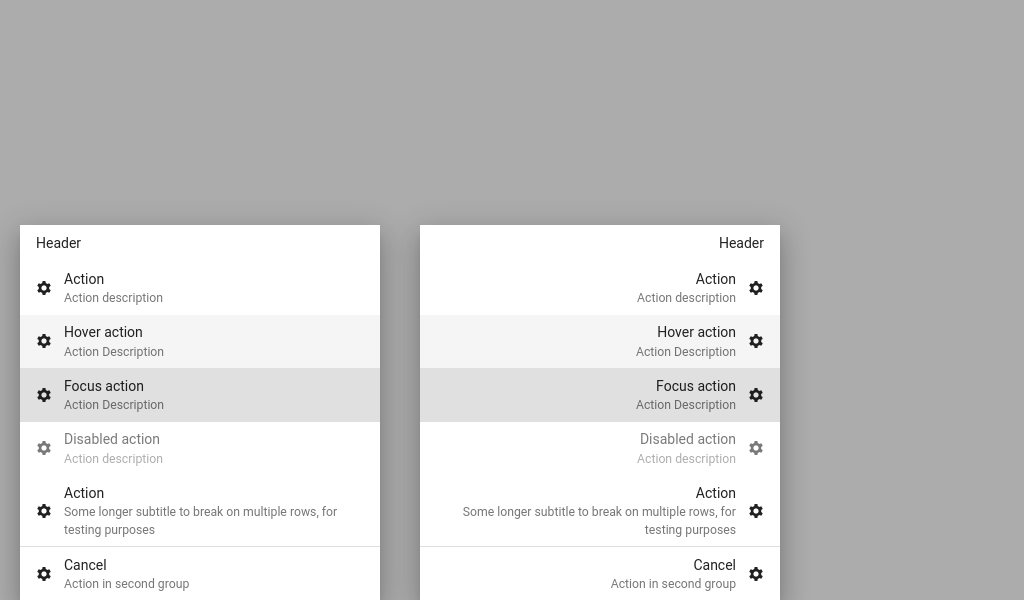 Header
Action
Action description
Hover action
Action Description
Focus action
Action Description
Disabled action
Action description
Action
Some longer subtitle to break on multiple rows, for
testing purposes
Cancel
Action in second group
Header
Action
Action description
Hover action
Action Description
Focus action
Action Description
Disabled action
Action description
Action
Some longer subtitle to break on multiple rows, for
testing purposes
Cancel
Action in second group